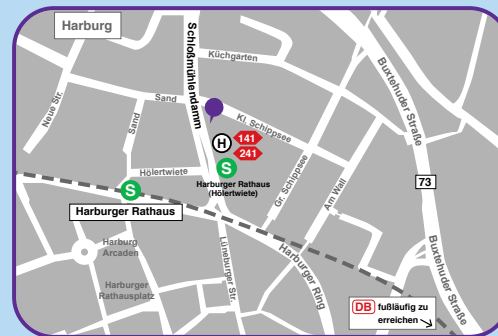 Harburg
Schloßmühlendamm
Küchgarten
Neue Str.
Sand
Sand
Kl. Schippsee
H
141
241
S
Harburger Rathaus
(Hölertwiete)
Hölertwiete
S
Harburger Rathaus
Gr. Schippsee
Am Wall
Buxtehuder Straße
73
Buxtehuder Straße
Harburg
Arcaden
Harburger
Rathausplatz
Lüneburger Str.
Harburger Ring
DB fußläufig zu
erreichen